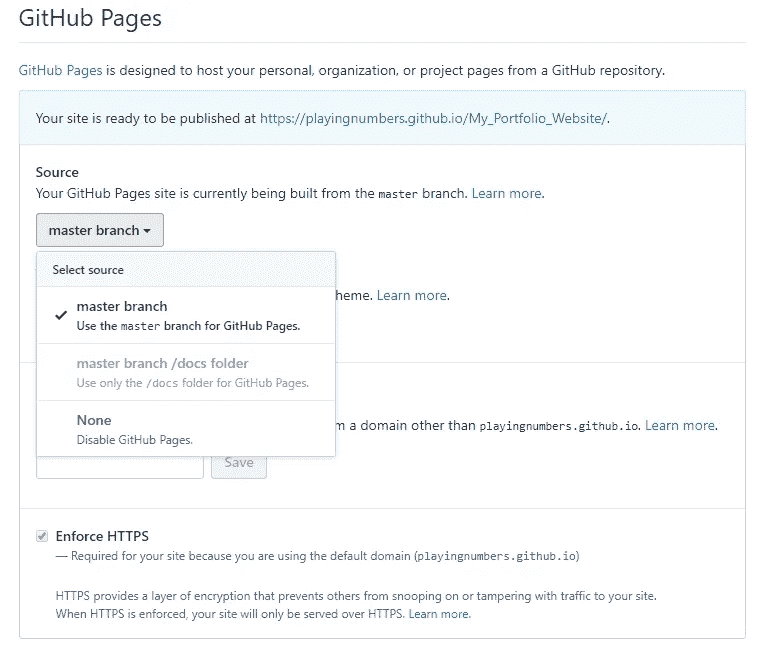 GitHub Pages
GitHub Pages is designed to host your personal, organization, or project pages from a GitHub repository.
Your site is ready to be published at https://playingnumbers.github.io/My_Portfolio_Website/.
Source
Your GitHub Pages site is currently being built from the master branch. Learn more.
master branch
Select source
master branch
Use the master branch for GitHub Pages.
heme. Learn more.
master branch /docs folder
Use only the /docs folder for GitHub Pages.
None
Disable GitHub Pages.
m a domain other than playingnumbers.github.io. Learn more.
Save
Enforce HTTPS
— Required for your site because you are using the default domain (playingnumbers.github.io)
HTTPS provides a layer of encryption that prevents others from snooping on or tampering with traffic to your site.
When HTTPS is enforced, your site will only be served over HTTPS. Learn more.